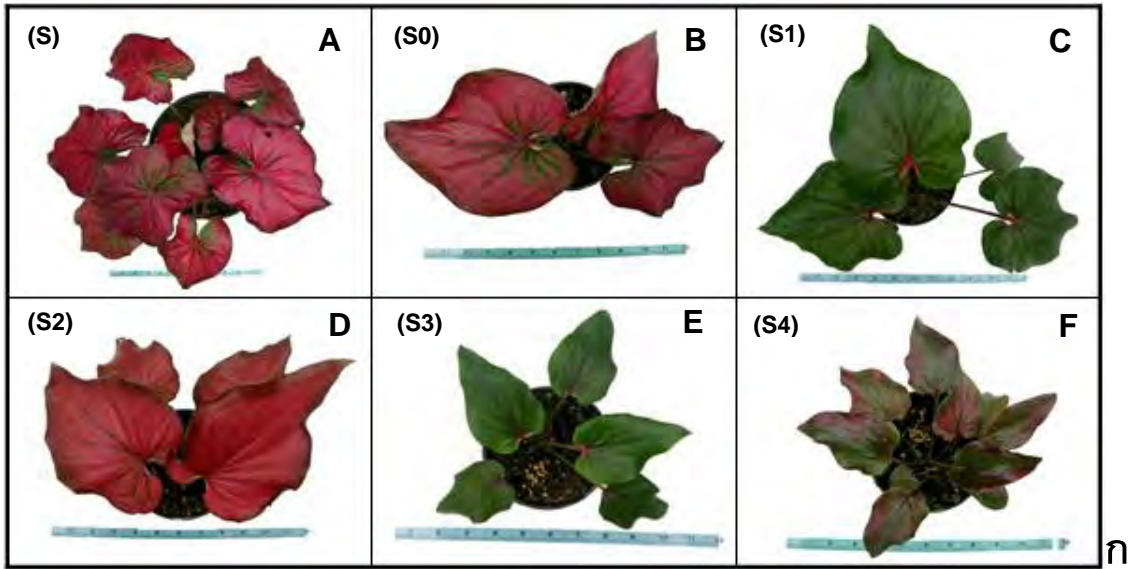 (S) A
(S0) B
(S1) C
(S2) D
(S3) E
(S4) F
ก